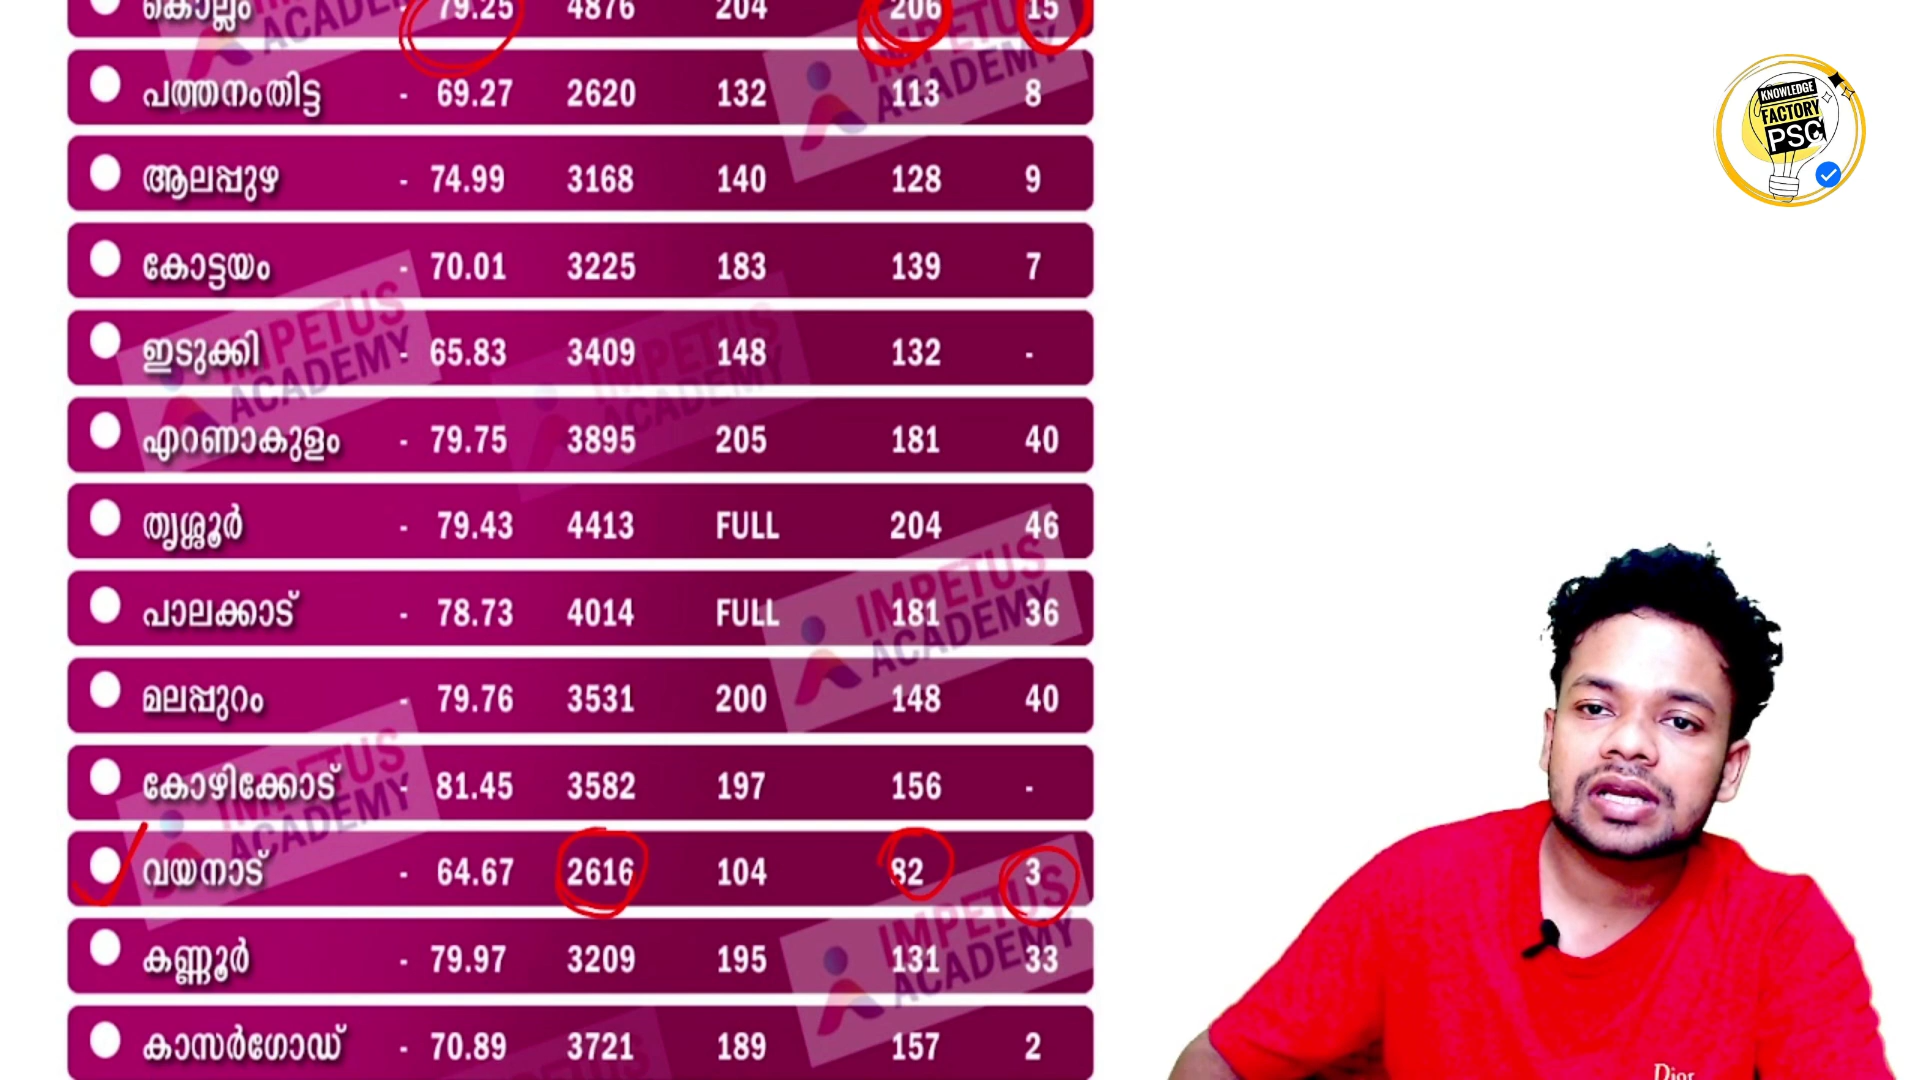 കൊല്ലം - 79.25 4876 204 206 15
പത്തനംതിട്ട - 69.27 2620 132 113 8
ആലപ്പുഴ - 74.99 3168 140 128 9
കോട്ടയം - 70.01 3225 183 139 7
ഇടുക്കി - 65.83 3409 148 132 -
എറണാകുളം - 79.75 3895 205 181 40
തൃശ്ശൂർ - 79.43 4413 FULL 204 46
പാലക്കാട് - 78.73 4014 FULL 181 36
മലപ്പുറം - 79.76 3531 200 148 40
കോഴിക്കോട് - 81.45 3582 197 156 -
വയനാട് - 64.67 2616 104 82 3
കണ്ണൂർ - 79.97 3209 195 131 33
കാസർഗോഡ് - 70.89 3721 189 157 2
IMPETUS
ACADEMY
KNOWLEDGE
FACTORY
PSC
Dior